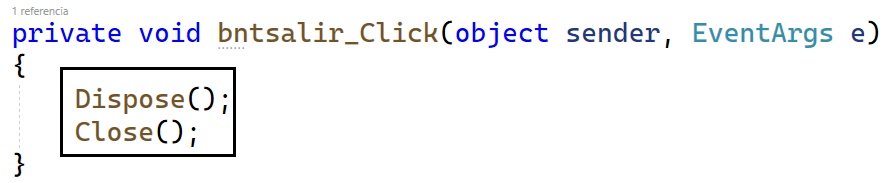 1 referencia
private void bntsalir_Click(object sender, EventArgs e)
{
Dispose();
Close();
}